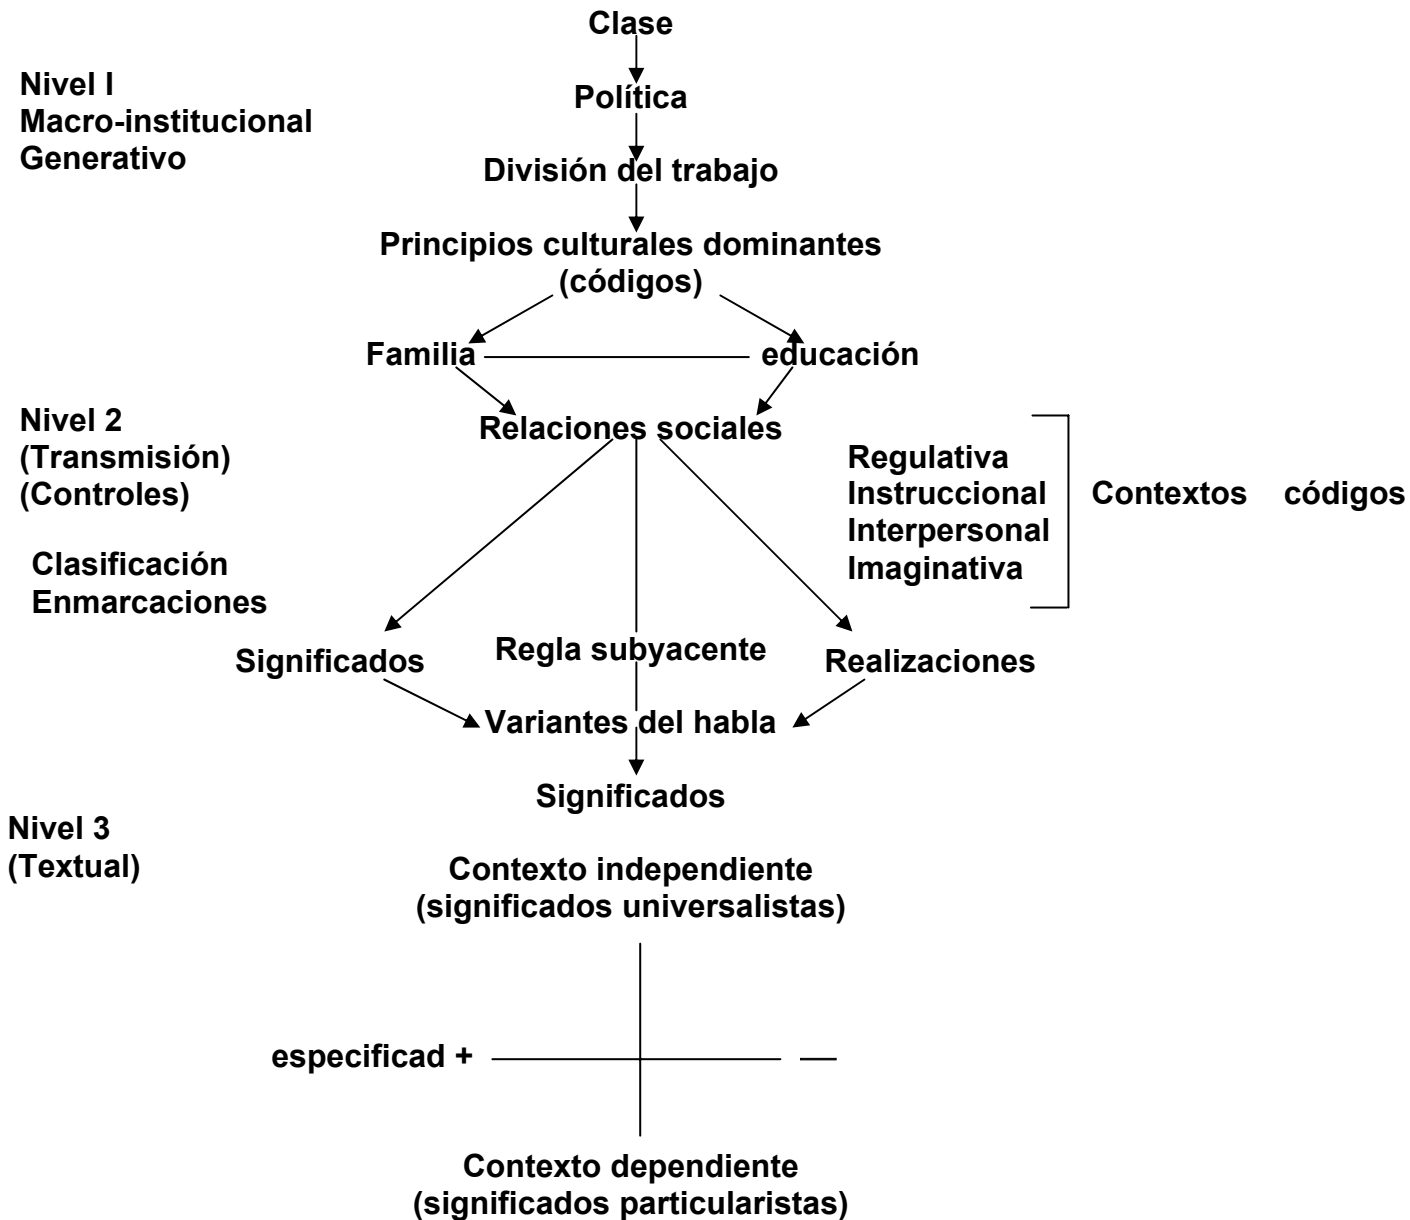 Clase
Nivel I
Macro-institucional
Generativo
Política
División del trabajo
Principios culturales dominantes
(códigos)
Familia
educación
Nivel 2
(Transmisión)
(Controles)
Relaciones sociales
Regulativa
Instruccional
Interpersonal
Imaginativa
Contextos códigos
Clasificación
Enmarcaciones
Significados
Regla subyacente
Realizaciones
Variantes del habla
Significados
Nivel 3
(Textual)
Contexto independiente
(significados universalistas)
especificad + —
Contexto dependiente
(significados particularistas)